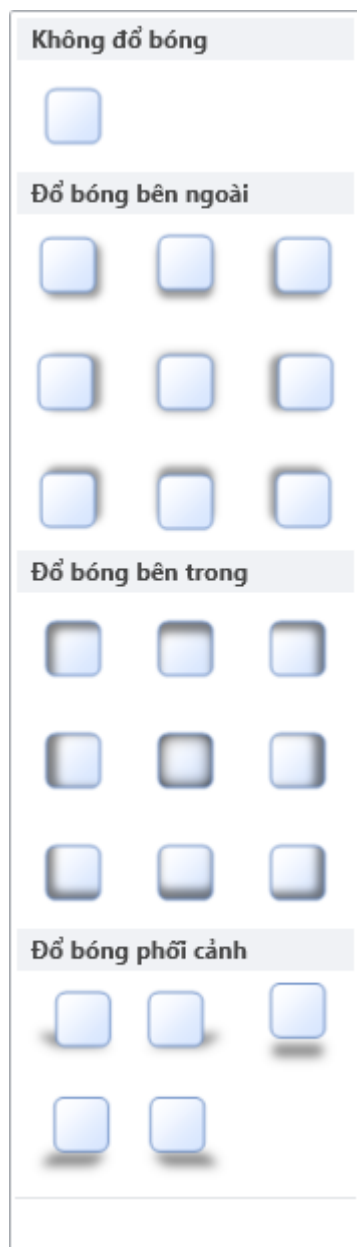 Không đổ bóng
Đổ bóng bên ngoài
Đổ bóng bên trong
Đổ bóng phối cảnh